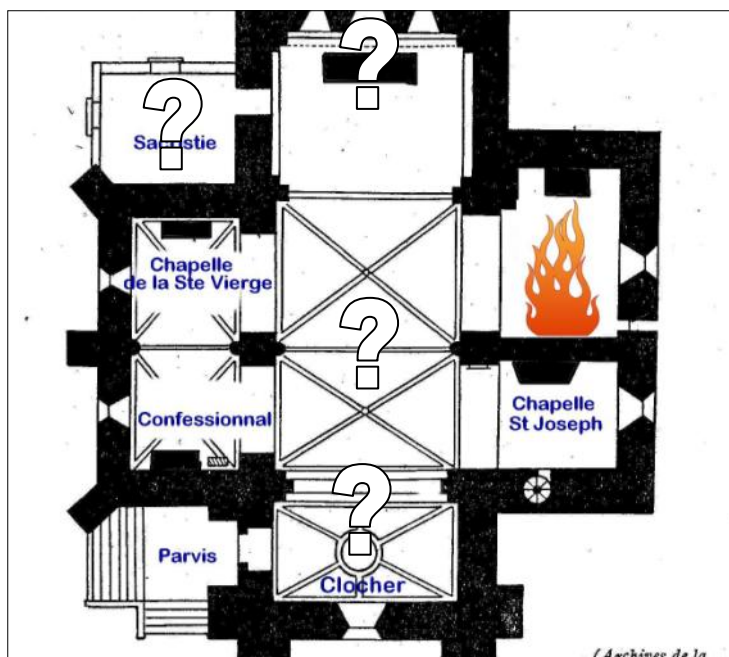 ?
?
Sacristie
Chapelle
de la Ste Vierge
?
Confessionnal
Chapelle
St Joseph
?
Parvis
Clocher
(Archives de la